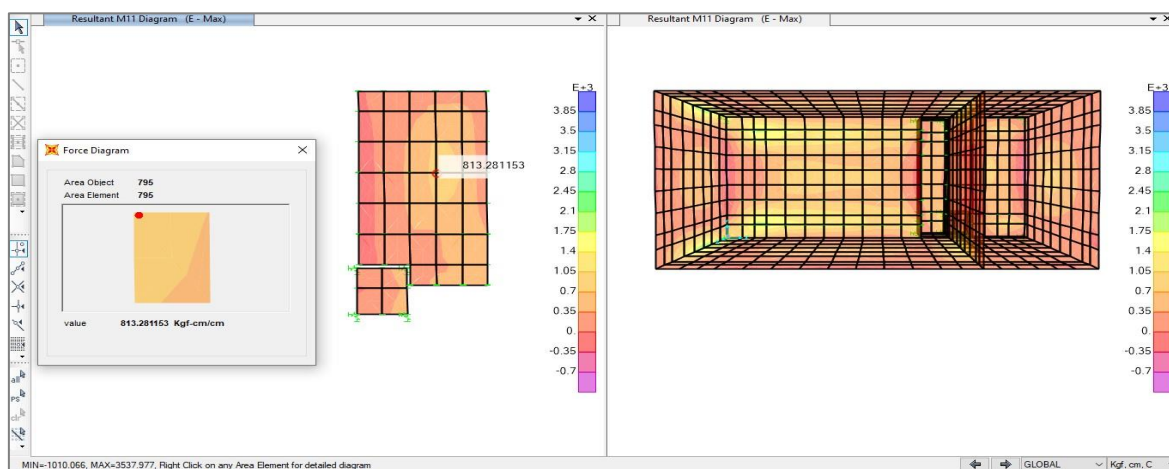 Resultant M11 Diagram (E - Max)
Resultant M11 Diagram (E - Max)
Force Diagram
Area Object 795
Area Element 795
value 813.281153 Kgf-cm/cm
813.281153
E+3
3.85
3.5
3.15
2.8
2.45
2.1
1.75
1.4
1.05
0.7
0.35
0.
-0.35
-0.7
E+3
3.85
3.5
3.15
2.8
2.45
2.1
1.75
1.4
1.05
0.7
0.35
0.
-0.35
-0.7
all
PS
clr
MIN=-1010.066, MAX=3537.977, Right Click on any Area Element for detailed diagram
GLOBAL
Kgf, cm, C